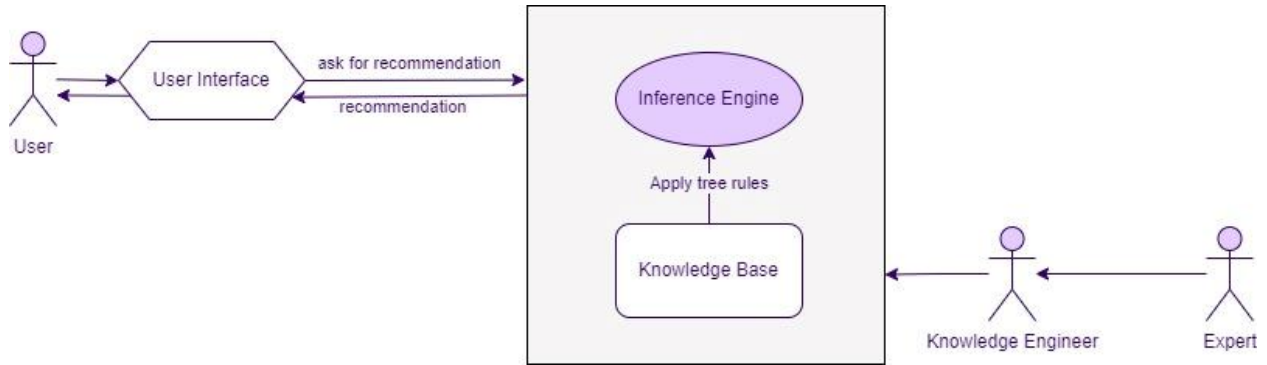 User
User Interface
ask for recommendation
recommendation
Inference Engine
Apply tree rules
Knowledge Base
Knowledge Engineer
Expert